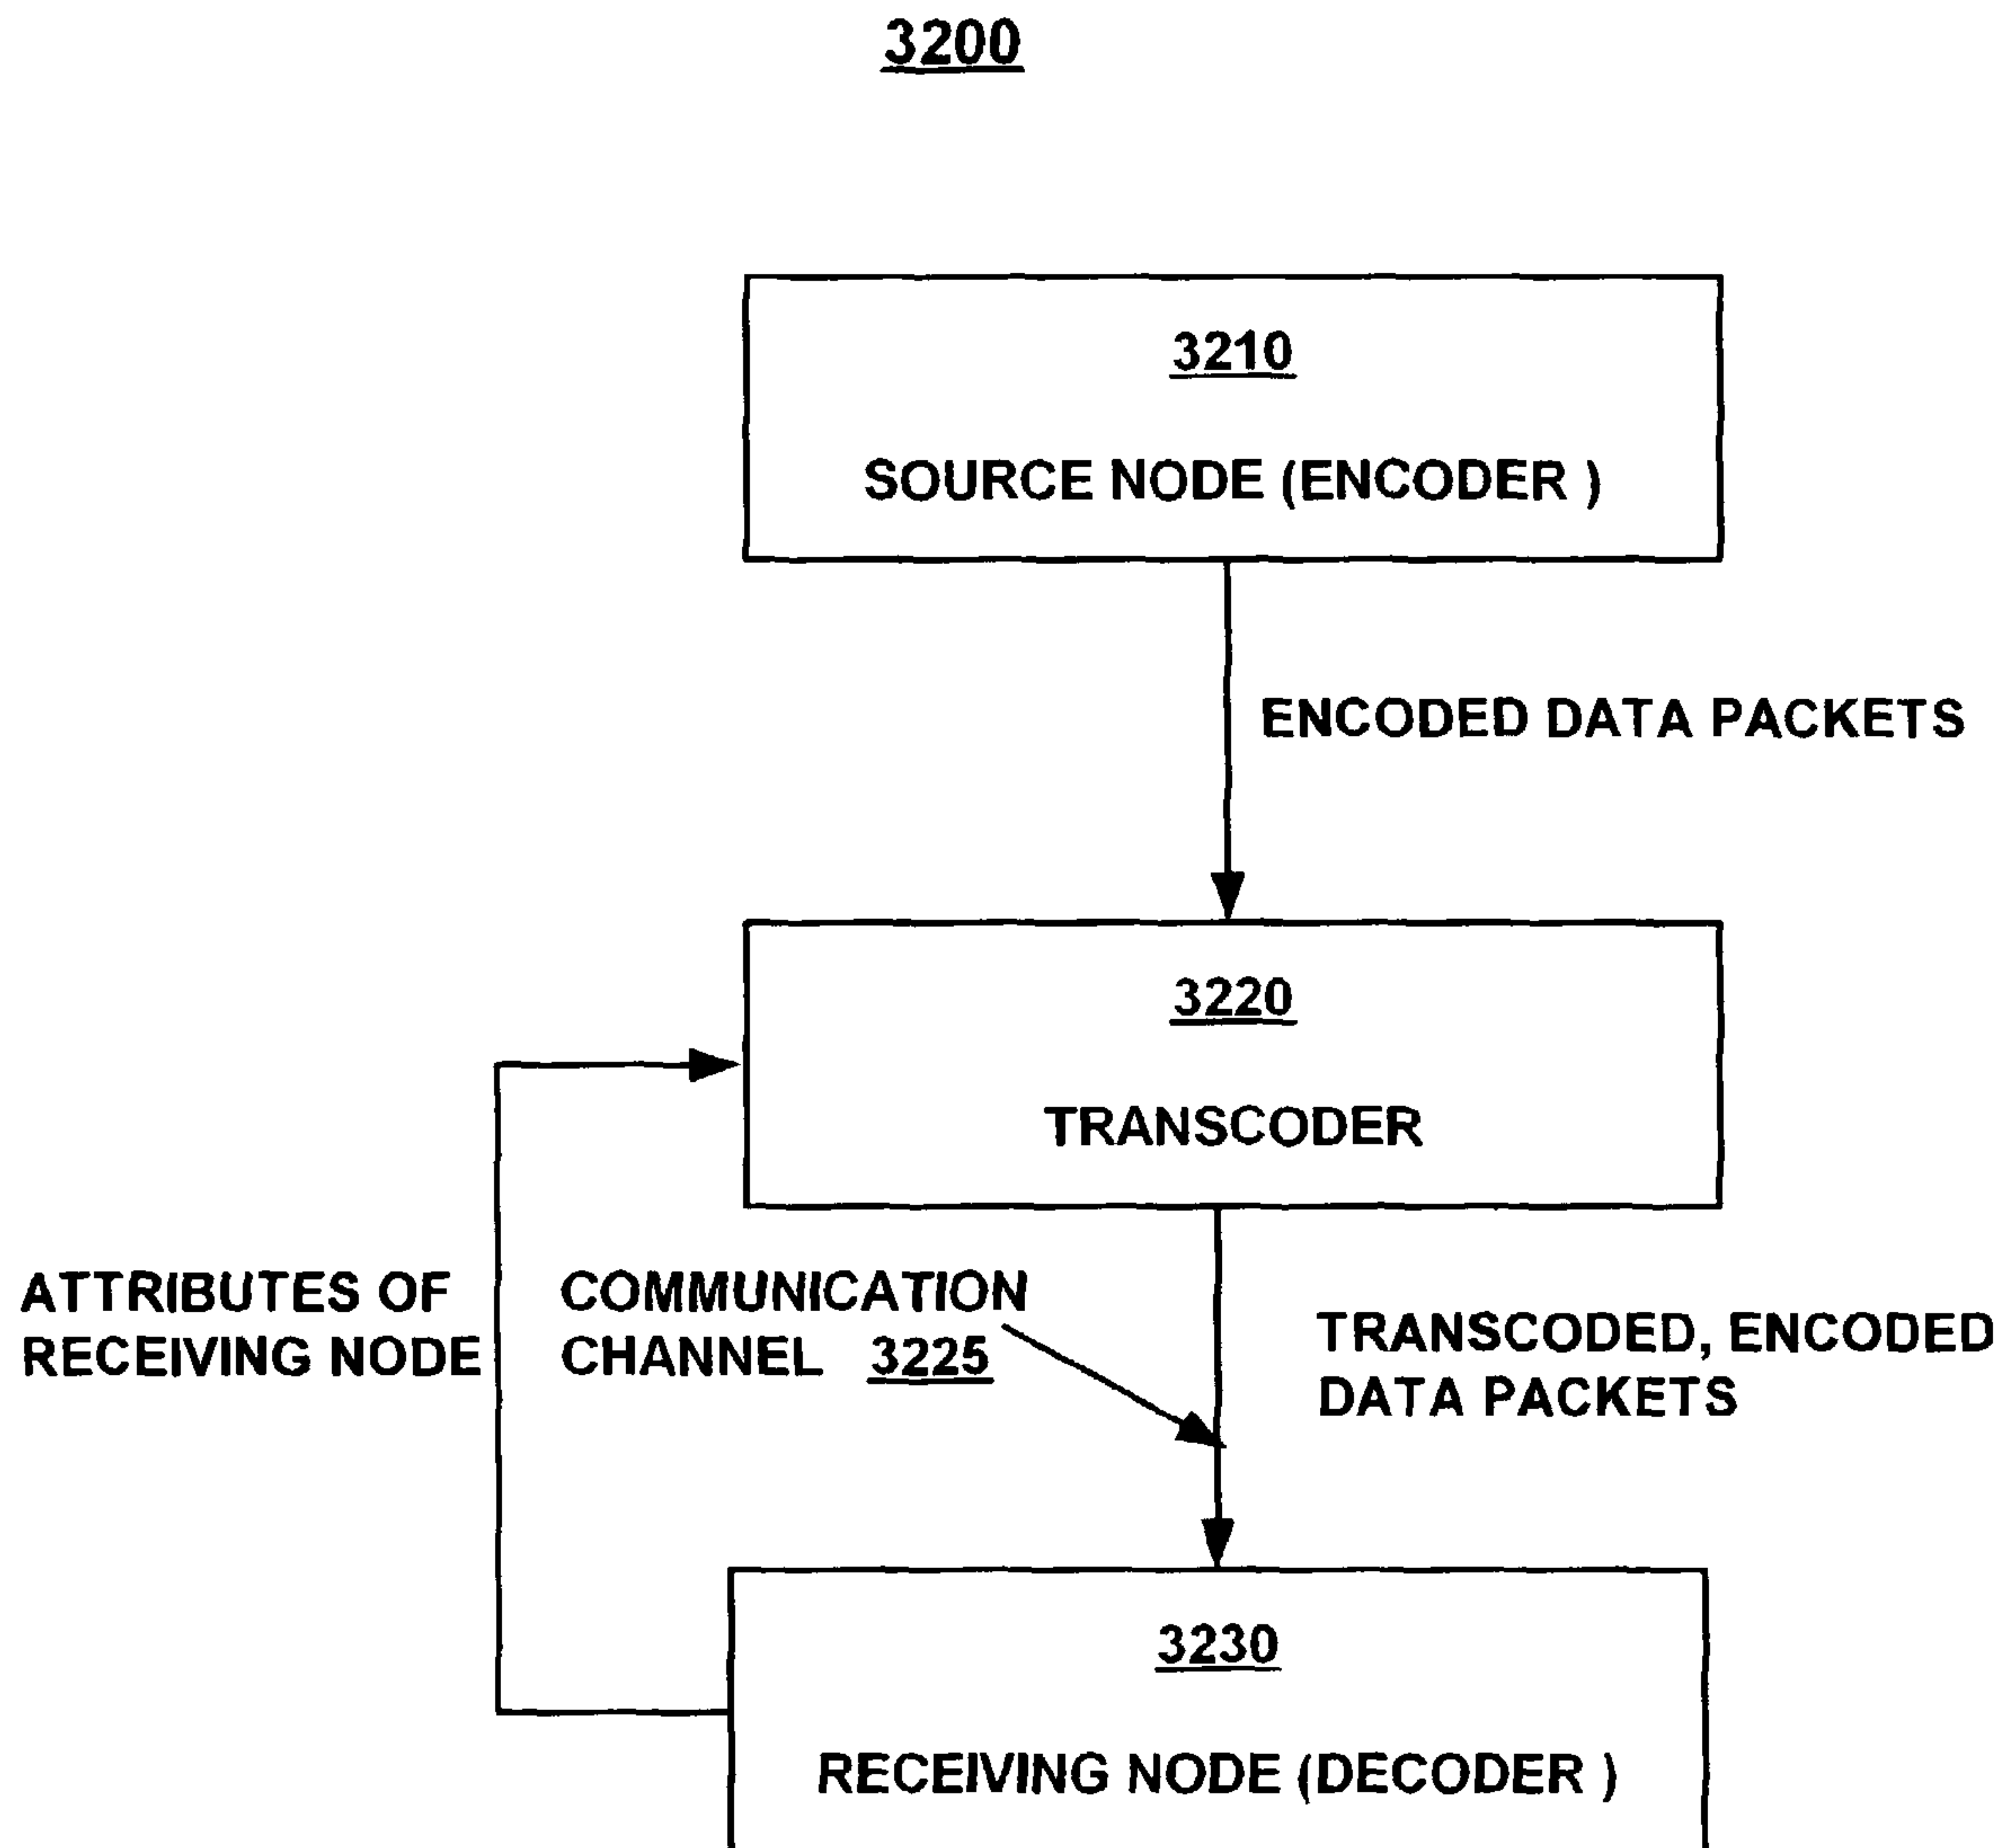 3200
3210
SOURCE NODE (ENCODER )
ENCODED DATA PACKETS
3220
TRANSCODER
ATTRIBUTES OF
RECEIVING NODE
COMMUNICATION
CHANNEL 3225
TRANSCODED, ENCODED
DATA PACKETS
3230
RECEIVING NODE (DECODER )